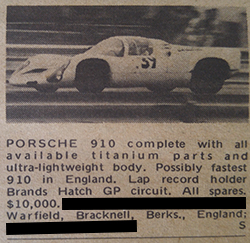 37
PORSCHE 910 complete with all
available titanium parts and
ultra-lightweight body. Possibly fastest
910 in England. Lap record holder
Brands Hatch GP circuit. All spares.
$10,000.
Warfield, Bracknell, Berks., England:
S